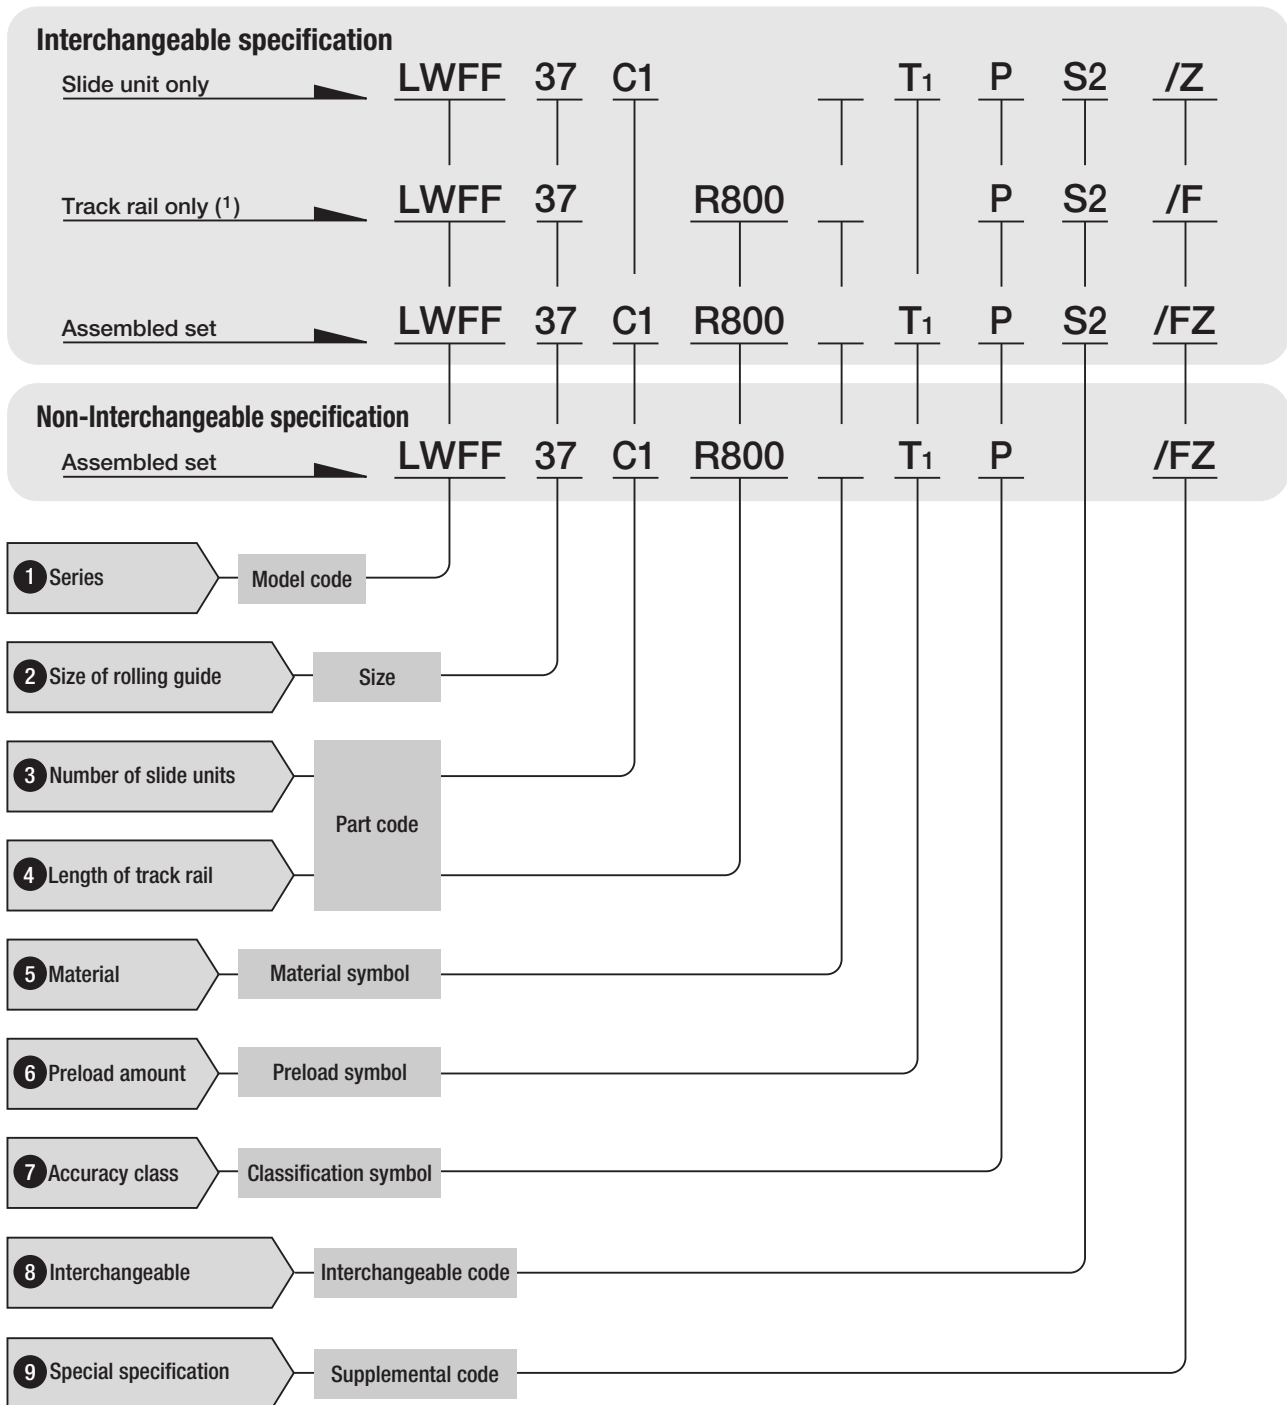 Interchangeable specification
Slide unit only LWFF 37 C1 T1 P S2 /Z
Track rail only (1) LWFF 37 R800 P S2 /F
Assembled set LWFF 37 C1 R800 T1 P S2 /FZ
Non-Interchangeable specification
Assembled set LWFF 37 C1 R800 T1 P /FZ
1 Series Model code
2 Size of rolling guide Size
3 Number of slide units
Part code
4 Length of track rail
5 Material Material symbol
6 Preload amount Preload symbol
7 Accuracy class Classification symbol
8 Interchangeable Interchangeable code
9 Special specification Supplemental code